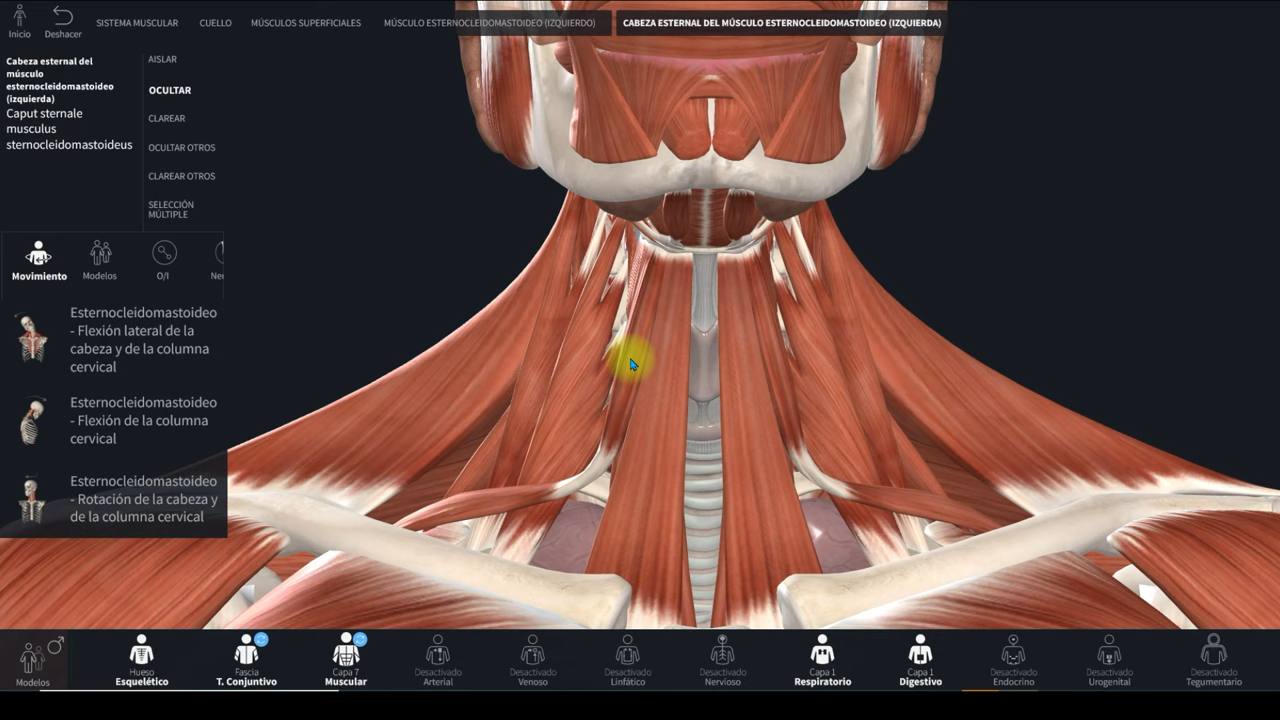 SISTEMA MUSCULAR
CUELLO
MÚSCULOS SUPERFICIALES
MÚSCULO ESTERNOCLEIDOMASTOIDEO (IZQUIERDO)
CABEZA ESTERNAL DEL MÚSCULO ESTERNOCLEIDOMASTOIDEO (IZQUIERDA)
Inicio
Deshacer
Cabeza esternal del
músculo
esternocleidomastoideo
(izquierda)
Caput sternale
musculus
sternocleidomastoideus
AISLAR
OCULTAR
CLAREAR
OCULTAR OTROS
CLAREAR OTROS
SELECCIÓN
MÚLTIPLE
Movimiento
Modelos
O/I
Esternocleidomastoideo
- Flexión lateral de la
cabeza y de la columna
cervical
Esternocleidomastoideo
- Flexión de la columna
cervical
Esternocleidomastoideo
- Rotación de la cabeza y
de la columna cervical
Modelos
Hueso
Esquelético
Fascia
T. Conjuntivo
Capa 7
Muscular
Desactivado
Arterial
Desactivado
Venoso
Desactivado
Linfático
Desactivado
Nervioso
Capa 1
Respiratorio
Capa 1
Digestivo
Desactivado
Endocrino
Desactivado
Urogenital
Desactivado
Tegumentario